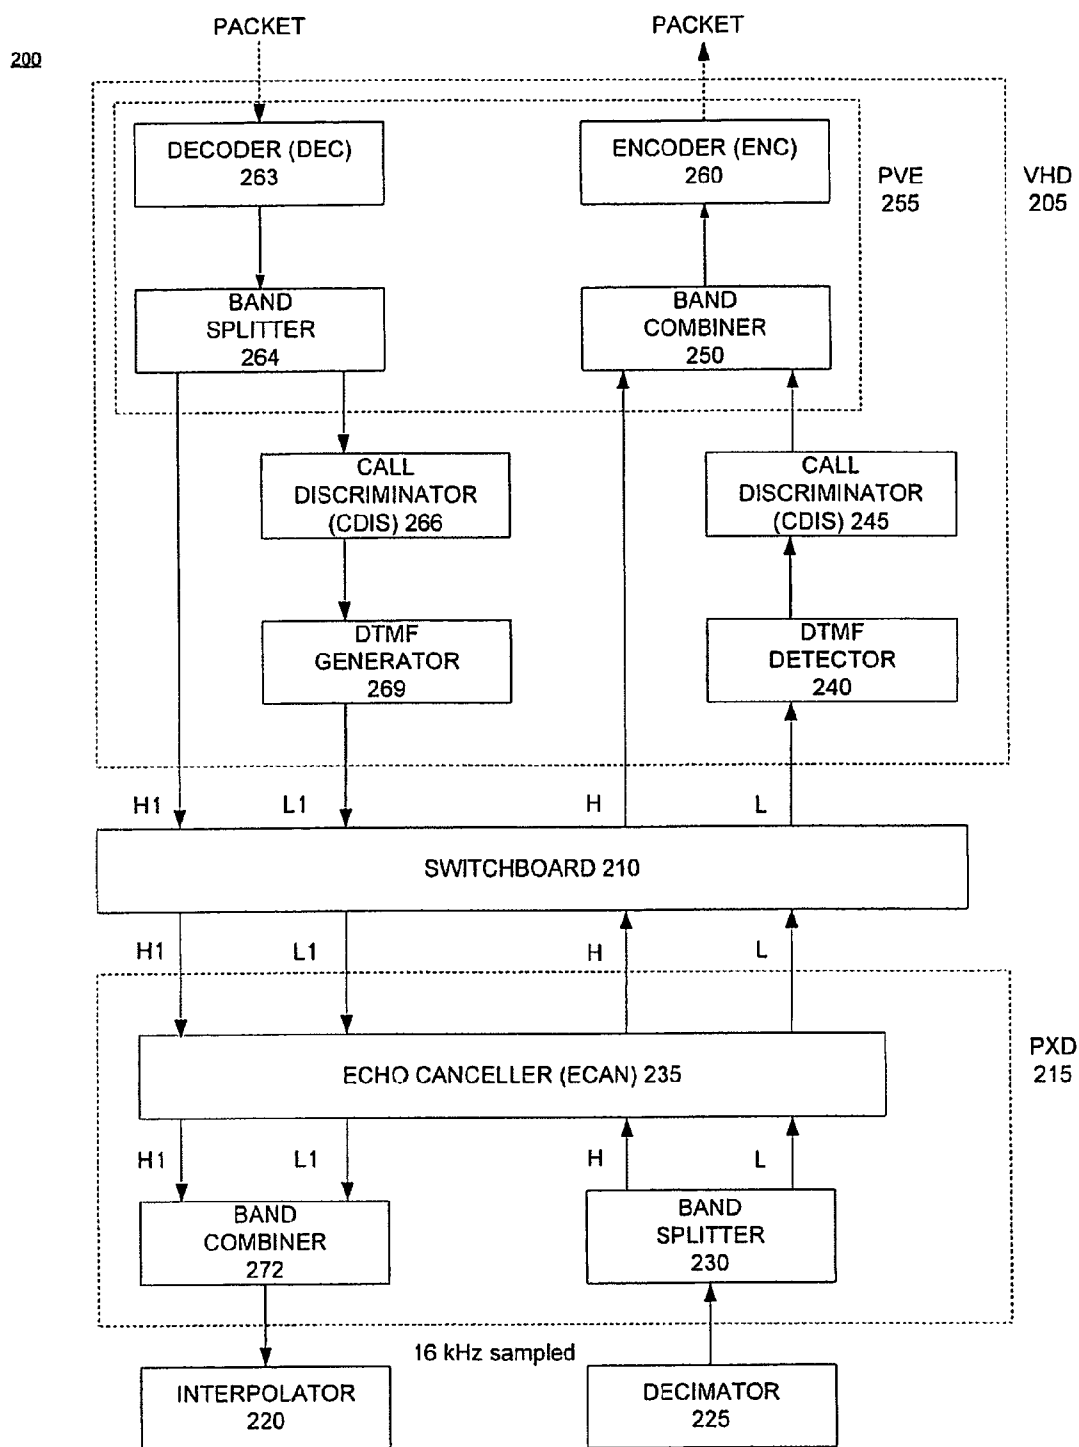 200
PACKET
PACKET
DECODER (DEC)
263
ENCODER (ENC)
260
PVE
255
VHD
205
BAND
SPLITTER
264
BAND
COMBINER
250
CALL
DISCRIMINATOR
(CDIS) 266
CALL
DISCRIMINATOR
(CDIS) 245
DTMF
GENERATOR
269
DTMF
DETECTOR
240
H1
L1
H
L
SWITCHBOARD 210
H1
L1
H
L
ECHO CANCELLER (ECAN) 235
PXD
215
H1
L1
H
L
BAND
COMBINER
272
BAND
SPLITTER
230
16 kHz sampled
INTERPOLATOR
220
DECIMATOR
225